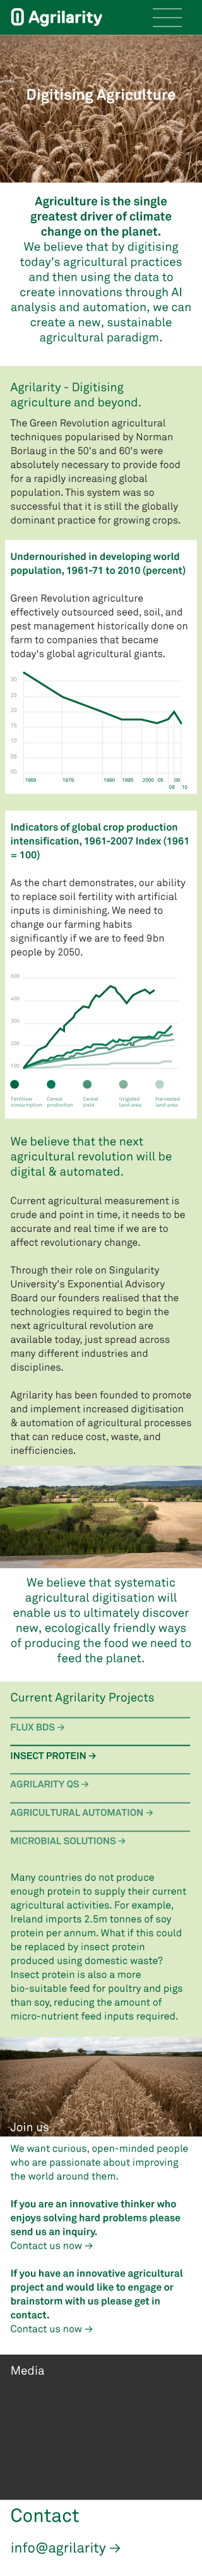 Agrilarity
Digitising Agriculture
Agriculture is the single
greatest driver of climate
change on the planet.
We believe that by digitising
today's agricultural practices
and then using the data to
create innovations through AI
analysis and automation, we can
create a new, sustainable
agricultural paradigm.
Agrilarity - Digitising
agriculture and beyond.
The Green Revolution agricultural
techniques popularised by Norman
Borlaug in the 50's and 60's were
absolutely necessary to provide food
for a rapidly increasing global
population. This system was so
successful that it is still the globally
dominant practice for growing crops.
Undernourished in developing world
population, 1961-71 to 2010 (percent)
Green Revolution agriculture
effectively outsourced seed, soil, and
pest management historically done on
farm to companies that became
today's global agricultural giants.
30
25
20
15
10
05
00
1969 1979 1990 1995 2000 05 09
08 10
Indicators of global crop production
intensification, 1961-2007 Index (1961
= 100)
As the chart demonstrates, our ability
to replace soil fertility with artificial
inputs is diminishing. We need to
change our farming habits
significantly if we are to feed 9bn
people by 2050.
500
400
300
200
100
Fertiliser Cereal Cereal Irrigated Harvested
consumption production yield land area land area
We believe that the next
agricultural revolution will be
digital & automated.
Current agricultural measurement is
crude and point in time, it needs to be
accurate and real time if we are to
affect revolutionary change.
Through their role on Singularity
University's Exponential Advisory
Board our founders realised that the
technologies required to begin the
next agricultural revolution are
available today, just spread across
many different industries and
disciplines.
Agrilarity has been founded to promote
and implement increased digitisation
& automation of agricultural processes
that can reduce cost, waste, and
inefficiencies.
We believe that systematic
agricultural digitisation will
enable us to ultimately discover
new, ecologically friendly ways
of producing the food we need to
feed the planet.
Current Agrilarity Projects
FLUX BDS →
INSECT PROTEIN →
AGRILARITY QS →
AGRICULTURAL AUTOMATION →
MICROBIAL SOLUTIONS →
Many countries do not produce
enough protein to supply their current
agricultural activities. For example,
Ireland imports 2.5m tonnes of soy
protein per annum. What if this could
be replaced by insect protein
produced using domestic waste?
Insect protein is also a more
bio-suitable feed for poultry and pigs
than soy, reducing the amount of
micro-nutrient feed inputs required.
Join us
We want curious, open-minded people
who are passionate about improving
the world around them.
If you are an innovative thinker who
enjoys solving hard problems please
send us an inquiry.
Contact us now →
If you have an innovative agricultural
project and would like to engage or
brainstorm with us please get in
contact.
Contact us now →
Media
Contact
info@agrilarity →